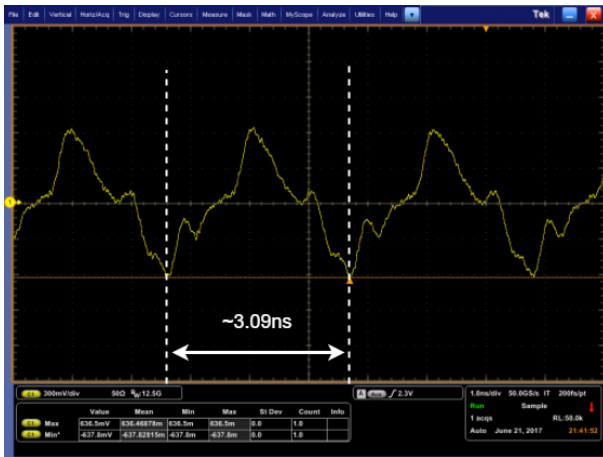 File Edit Vertical Horiz/Acq Trig Display Cursors Measure Mask Math MyScope Analyze Utilities Help Tek
1
~3.09ns
C1 300mV/div 50Ω BW:12.5G
A Aux 2.3V
1.0ns/div 50.0GS/s IT 200fs/pt
Run Sample
1 acqs RL:50.0k
Auto June 21, 2017 21:41:52
Value Mean Min Max St Dev Count Info
C1 Max 636.5mV 636.46878m 636.5m 636.5m 0.0 1.0
C1 Min* -637.8mV -637.82815m -637.8m -637.8m 0.0 1.0